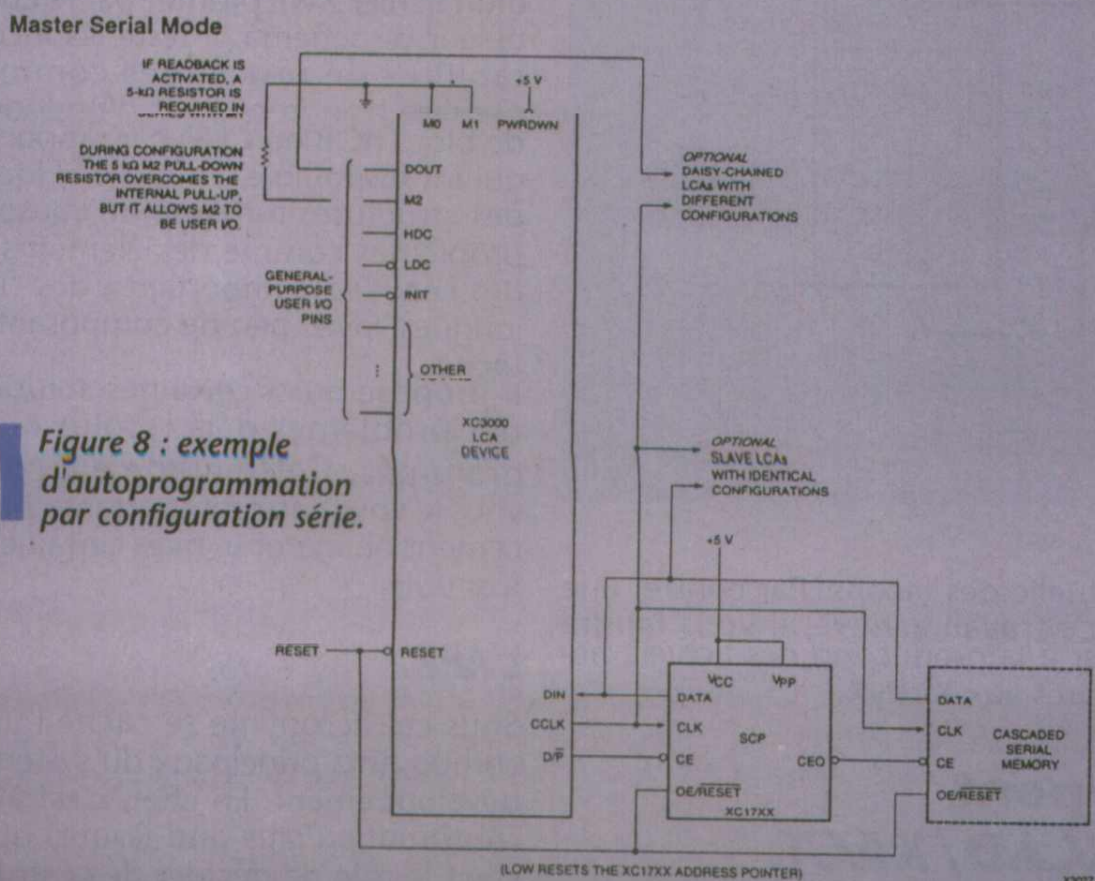 Master Serial Mode
IF READBACK IS
ACTIVATED, A
5-kΩ RESISTOR IS
REQUIRED IN
DURING CONFIGURATION
THE 5 kΩ M2 PULL-DOWN
RESISTOR OVERCOMES THE
INTERNAL PULL-UP,
BUT IT ALLOWS M2 TO
BE USER I/O.
+5 V
M0 M1 PWRDWN
DOUT
M2
HDC
LDC
INIT
GENERAL-
PURPOSE
USER I/O
PINS
OTHER
XC3000
LCA
DEVICE
OPTIONAL
DAISY-CHAINED
LCAs WITH
DIFFERENT
CONFIGURATIONS
OPTIONAL
SLAVE LCAs
WITH IDENTICAL
CONFIGURATIONS
Figure 8 : exemple
d'autoprogrammation
par configuration série.
+5 V
RESET
RESET
DIN
CCLK
D/P
VCC VPP
DATA
CLK
SCP
CE
CEO
OE/RESET
XC17XX
DATA
CLK
CASCADED
SERIAL
MEMORY
CE
OE/RESET
(LOW RESETS THE XC17XX ADDRESS POINTER)